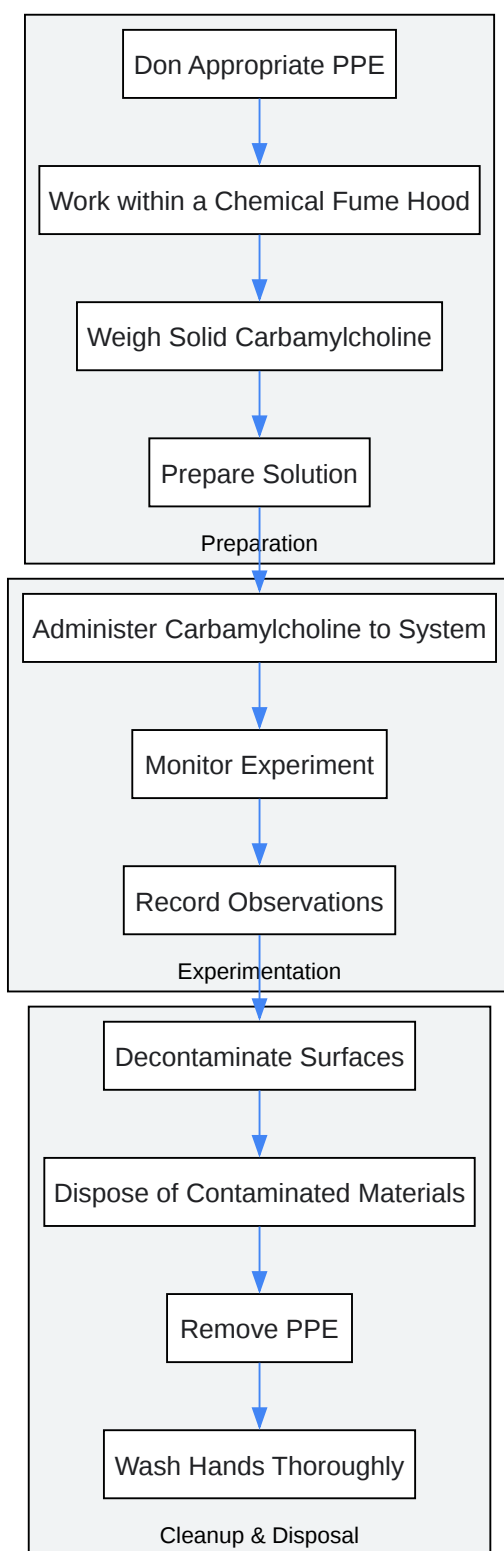 Don Appropriate PPE
Work within a Chemical Fume Hood
Weigh Solid Carbamylcholine
Prepare Solution
Preparation
Administer Carbamylcholine to System
Monitor Experiment
Record Observations
Experimentation
Decontaminate Surfaces
Dispose of Contaminated Materials
Remove PPE
Wash Hands Thoroughly
Cleanup & Disposal